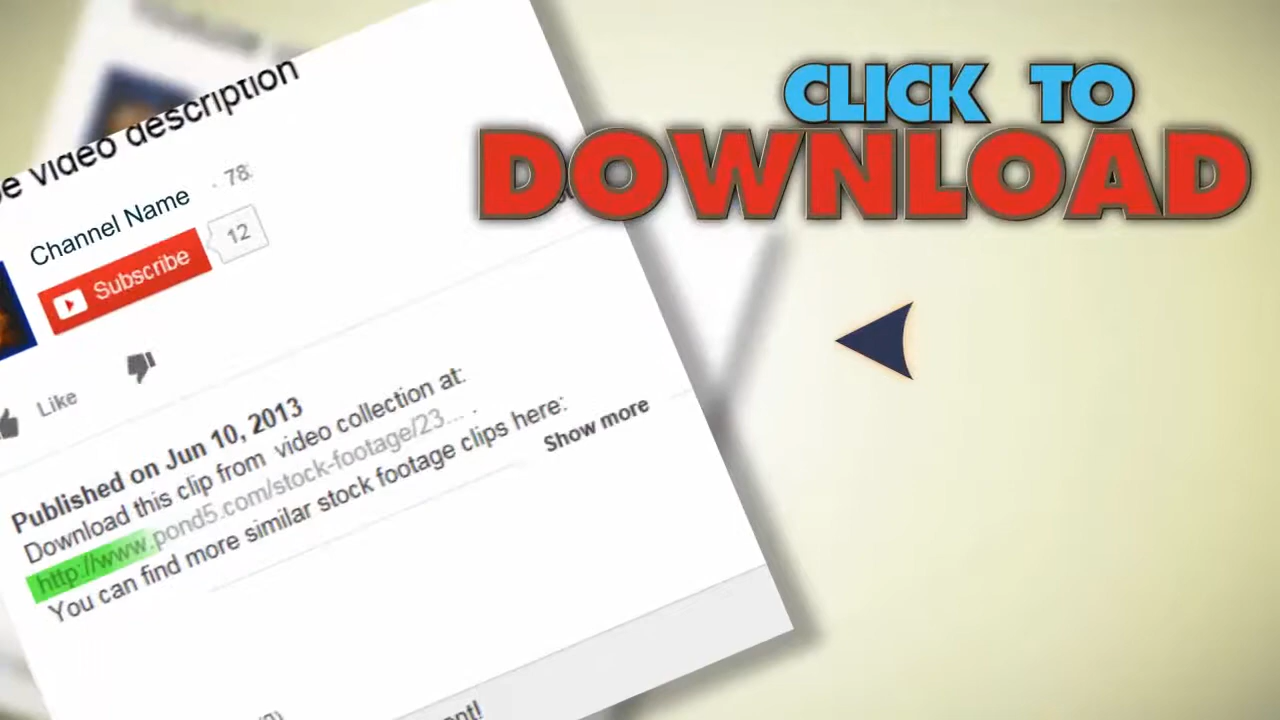 CLICK TO
DOWNLOAD
video description
Channel Name
78
Subscribe
12
Like
Published on Jun 10, 2013
Download this clip from video collection at:
http://www.pond5.com/stock-footage/23...
You can find more similar stock footage clips here:
Show more